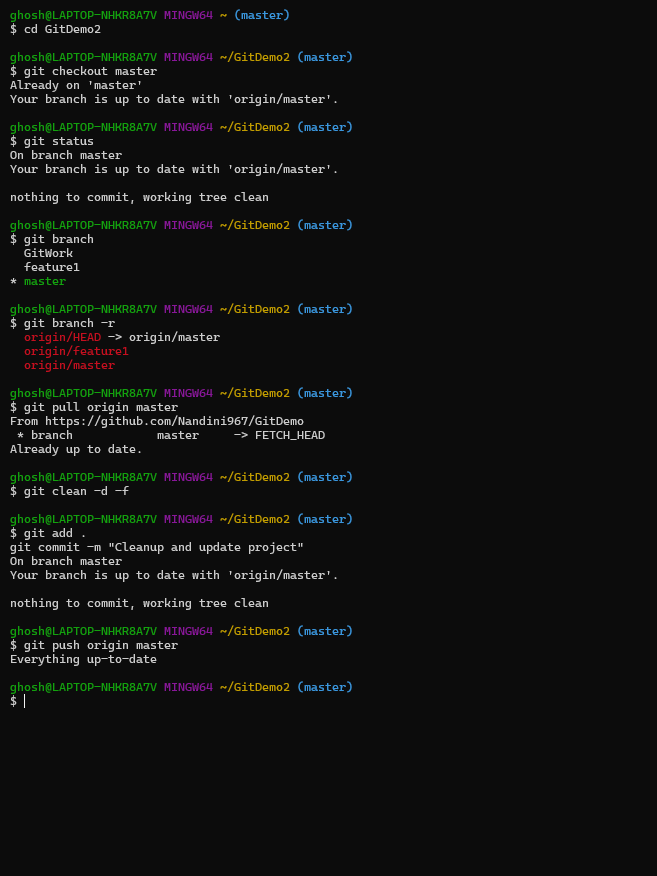 ghosh@LAPTOP-NHKR8A7V MINGW64 ~ (master)
$ cd GitDemo2
ghosh@LAPTOP-NHKR8A7V MINGW64 ~/GitDemo2 (master)
$ git checkout master
Already on 'master'
Your branch is up to date with 'origin/master'.
ghosh@LAPTOP-NHKR8A7V MINGW64 ~/GitDemo2 (master)
$ git status
On branch master
Your branch is up to date with 'origin/master'.
nothing to commit, working tree clean
ghosh@LAPTOP-NHKR8A7V MINGW64 ~/GitDemo2 (master)
$ git branch
  GitWork
  feature1
* master
ghosh@LAPTOP-NHKR8A7V MINGW64 ~/GitDemo2 (master)
$ git branch -r
  origin/HEAD -> origin/master
  origin/feature1
  origin/master
ghosh@LAPTOP-NHKR8A7V MINGW64 ~/GitDemo2 (master)
$ git pull origin master
From https://github.com/Nandini967/GitDemo
 * branch            master     -> FETCH_HEAD
Already up to date.
ghosh@LAPTOP-NHKR8A7V MINGW64 ~/GitDemo2 (master)
$ git clean -d -f
ghosh@LAPTOP-NHKR8A7V MINGW64 ~/GitDemo2 (master)
$ git add .
git commit -m "Cleanup and update project"
On branch master
Your branch is up to date with 'origin/master'.
nothing to commit, working tree clean
ghosh@LAPTOP-NHKR8A7V MINGW64 ~/GitDemo2 (master)
$ git push origin master
Everything up-to-date
ghosh@LAPTOP-NHKR8A7V MINGW64 ~/GitDemo2 (master)
$